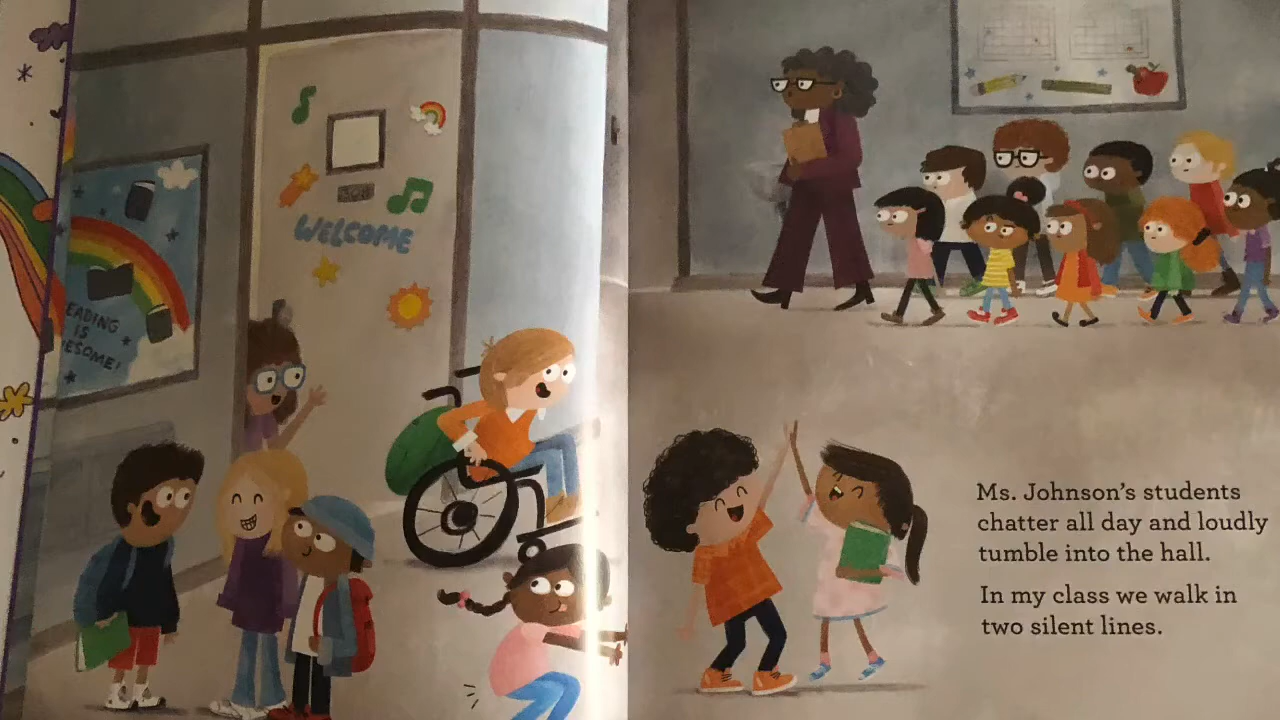 EADING
IS
ESOME!
WELCOME
Ms. Johnson's students
chatter all day and loudly
tumble into the hall.
In my class we walk in
two silent lines.